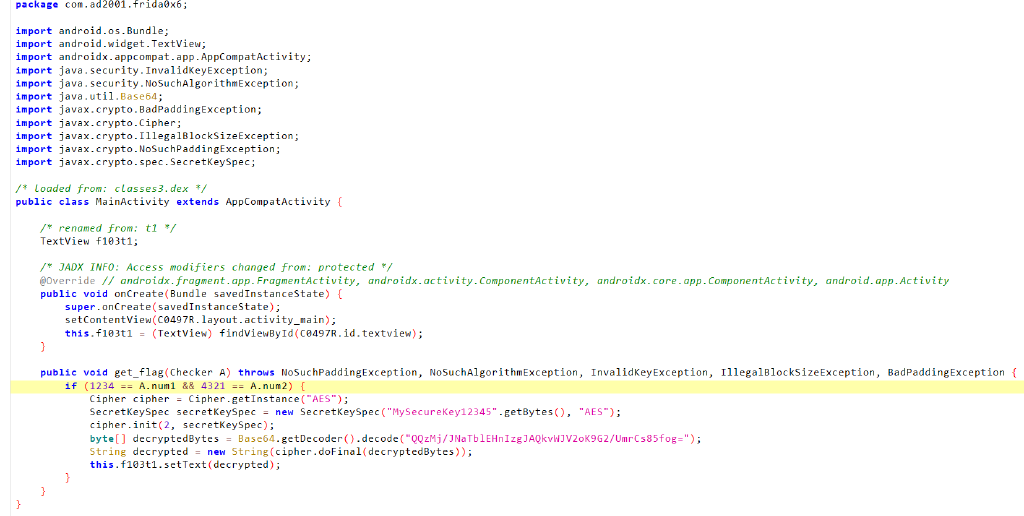 package com.ad2001.frida0x6;
import android.os.Bundle;
import android.widget.TextView;
import androidx.appcompat.app.AppCompatActivity;
import java.security.InvalidKeyException;
import java.security.NoSuchAlgorithmException;
import java.util.Base64;
import javax.crypto.BadPaddingException;
import javax.crypto.Cipher;
import javax.crypto.IllegalBlockSizeException;
import javax.crypto.NoSuchPaddingException;
import javax.crypto.spec.SecretKeySpec;
/* loaded from: classes3.dex */
public class MainActivity extends AppCompatActivity {
/* renamed from: t1 */
TextView f103t1;
/* JADX INFO: Access modifiers changed from: protected */
@Override // androidx.fragment.app.FragmentActivity, androidx.activity.ComponentActivity, androidx.core.app.ComponentActivity, android.app.Activity
public void onCreate(Bundle savedInstanceState) {
super.onCreate(savedInstanceState);
setContentView(C0497R.layout.activity_main);
this.f103t1 = (TextView) findViewById(C0497R.id.textview);
}
public void get_flag(Checker A) throws NoSuchPaddingException, NoSuchAlgorithmException, InvalidKeyException, IllegalBlockSizeException, BadPaddingException {
if (1234 == A.num1 && 4321 == A.num2) {
Cipher cipher = Cipher.getInstance("AES");
SecretKeySpec secretKeySpec = new SecretKeySpec("MySecureKey12345".getBytes(), "AES");
cipher.init(2, secretKeySpec);
byte[] decryptedBytes = Base64.getDecoder().decode("QQzMj/JNaTblEHnIzgJAQkvWJV2oK9G2/UmrCs85fog=");
String decrypted = new String(cipher.doFinal(decryptedBytes));
this.f103t1.setText(decrypted);
}
}
}